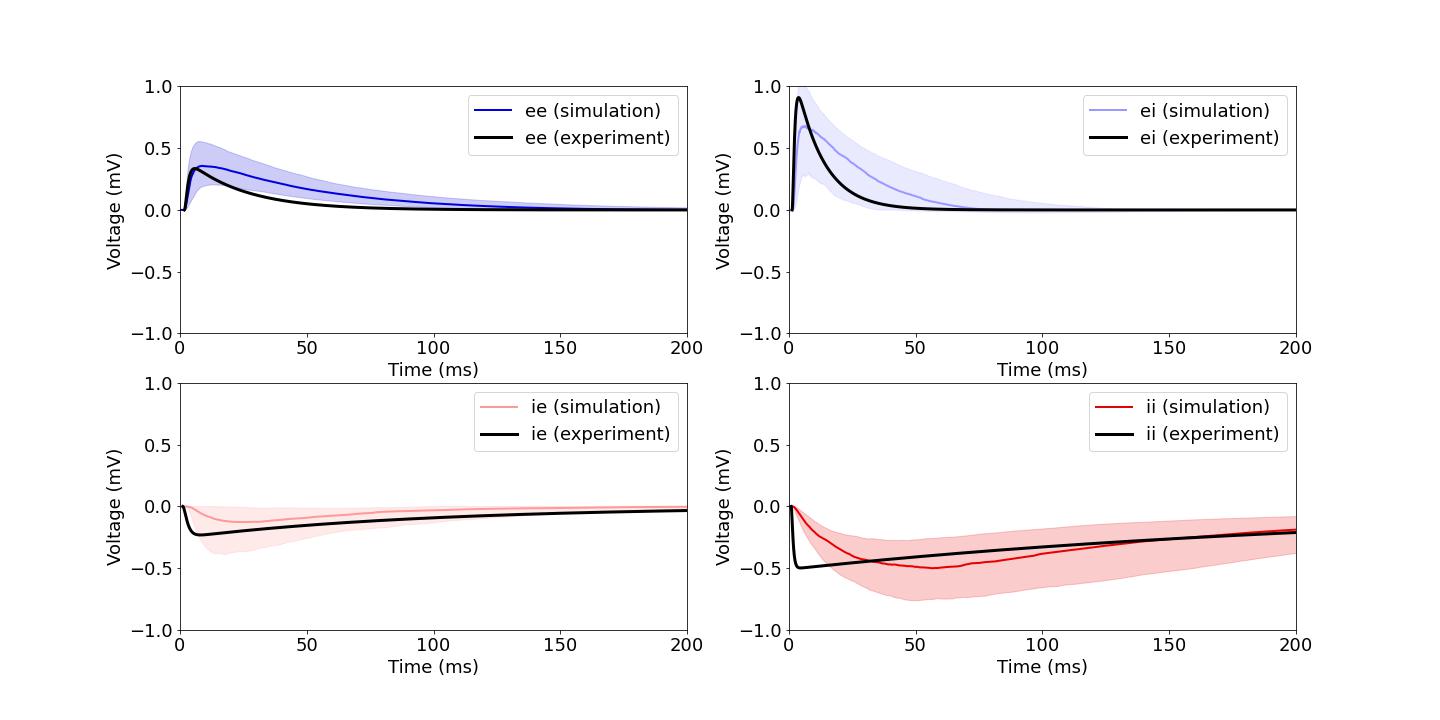 1.0
0.5
0.0
−0.5
−1.0
Voltage (mV)
ee (simulation)
ee (experiment)
0 50 100 150 200
Time (ms)
1.0
0.5
0.0
−0.5
−1.0
Voltage (mV)
ei (simulation)
ei (experiment)
0 50 100 150 200
Time (ms)
1.0
0.5
0.0
−0.5
−1.0
Voltage (mV)
ie (simulation)
ie (experiment)
0 50 100 150 200
Time (ms)
1.0
0.5
0.0
−0.5
−1.0
Voltage (mV)
ii (simulation)
ii (experiment)
0 50 100 150 200
Time (ms)